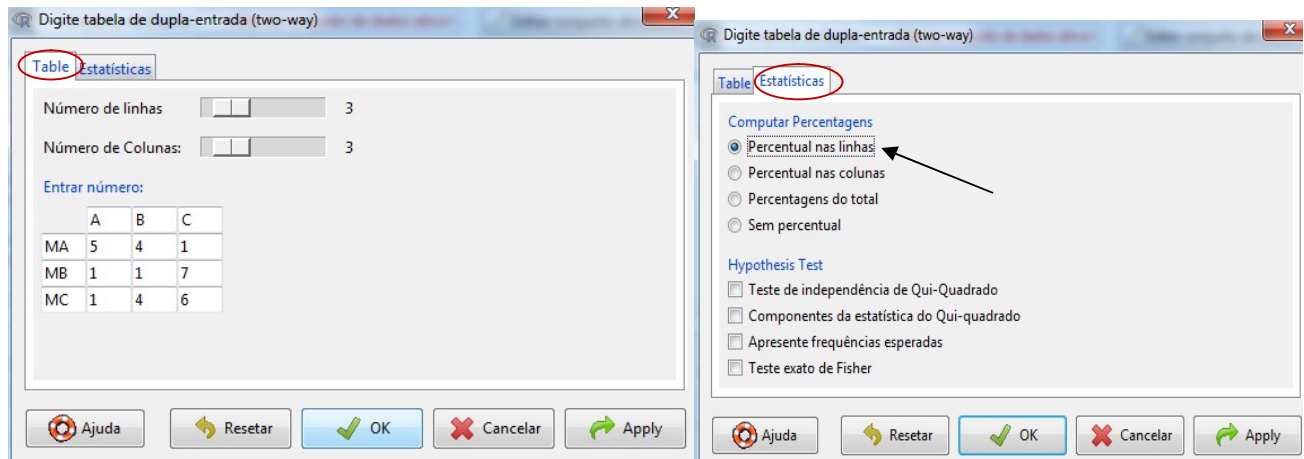 Digite tabela de dupla-entrada (two-way)
Table Estatísticas
Número de linhas 3
Número de Colunas: 3
Entrar número:
A B C
MA 5 4 1
MB 1 1 7
MC 1 4 6
Ajuda Resetar OK Cancelar Apply
Digite tabela de dupla-entrada (two-way)
Table Estatísticas
Computar Percentagens
Percentual nas linhas
Percentual nas colunas
Percentagens do total
Sem percentual
Hypothesis Test
Teste de independência de Qui-Quadrado
Componentes da estatística do Qui-quadrado
Apresente frequências esperadas
Teste exato de Fisher
Ajuda Resetar OK Cancelar Apply